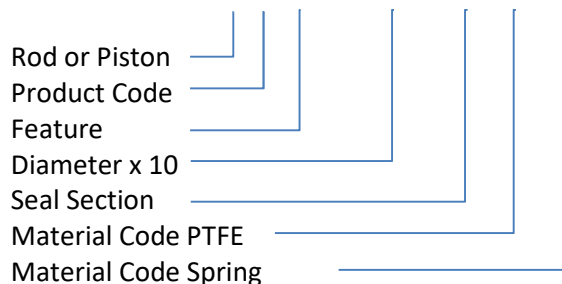 Rod or Piston
Product Code
Feature
Diameter x 10
Seal Section
Material Code PTFE
Material Code Spring